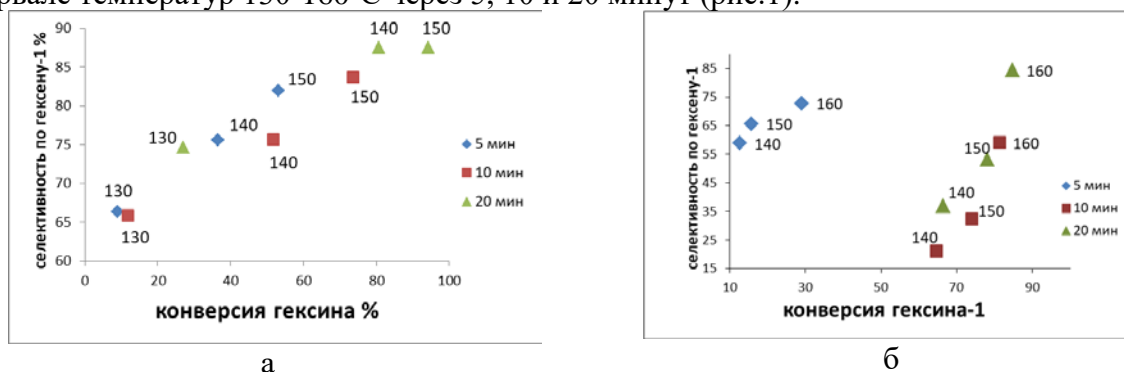 рвале температур 130-160°С через 5, 10 и 20 минут (рис.1).
селективность по гексену-1 %
90
85
80
75
70
65
60
140 150
150
150
130
140
140
130
130
0 20 40 60 80 100
конверсия гексина %
5 мин
10 мин
20 мин
а
селективность по гексену-1
85
75
65
55
45
35
25
15
160
160
150
140
160
150
140
150
140
10 30 50 70 90
конверсия гексина-1
5 мин
10 мин
20 мин
б